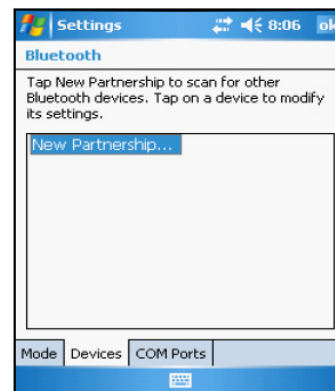 Settings 8:06 ok
Bluetooth
Tap New Partnership to scan for other
Bluetooth devices. Tap on a device to modify
its settings.
New Partnership...
Mode Devices COM Ports